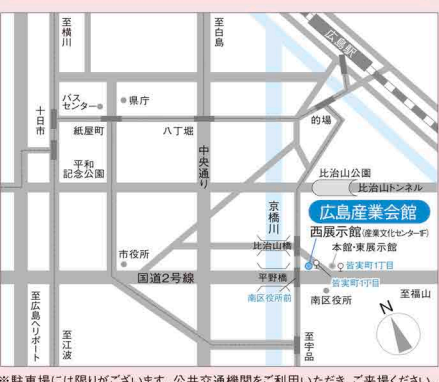 至横川
至白島
広島駅
バス
センター
県庁
十日市
紙屋町
八丁堀
的場
平和
記念公園
中央通り
比治山公園
比治山トンネル
京橋川
広島産業会館
西展示館(産業文化センター1F)
比治山橋
本館・東展示館
市役所
皆実町1丁目
国道2号線
平野橋
皆実町1丁目
南区役所前
南区役所
至福山
至広島ヘリポート
至江波
至宇品
N
※駐車場には限りがございます。公共交通機関をご利用いただき、ご来場ください。